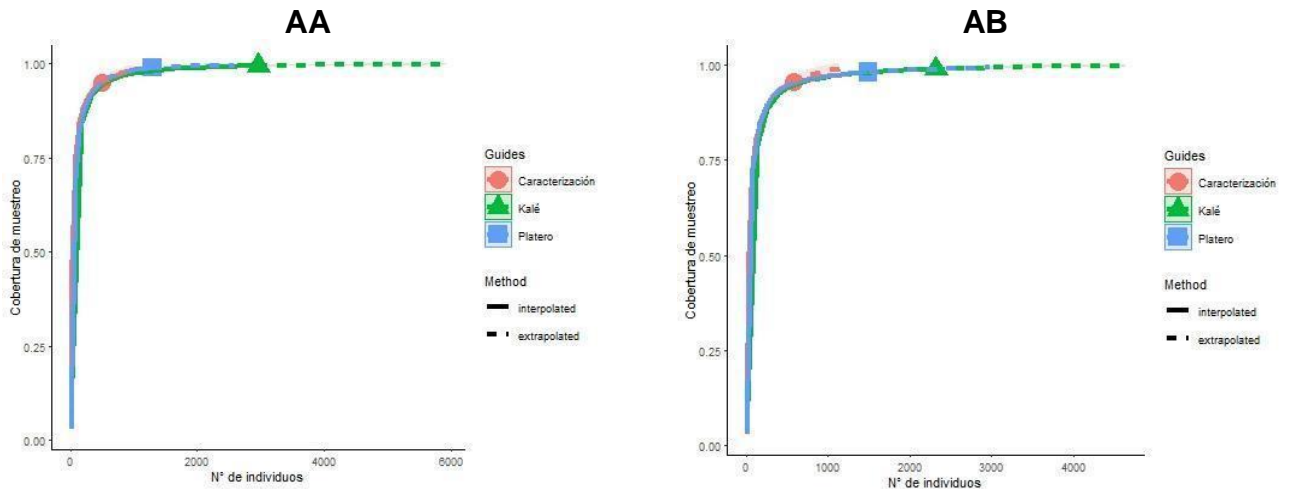 AA
1.00
0.75
0.50
0.25
0.00
Cobertura de muestreo
0
2000
4000
6000
N° de individuos
Guides
Caracterización
Kalé
Platero
Method
interpolated
extrapolated
AB
1.00
0.75
0.50
0.25
0.00
Cobertura de muestreo
0
1000
2000
3000
4000
N° de individuos
Guides
Caracterización
Kalé
Platero
Method
interpolated
extrapolated